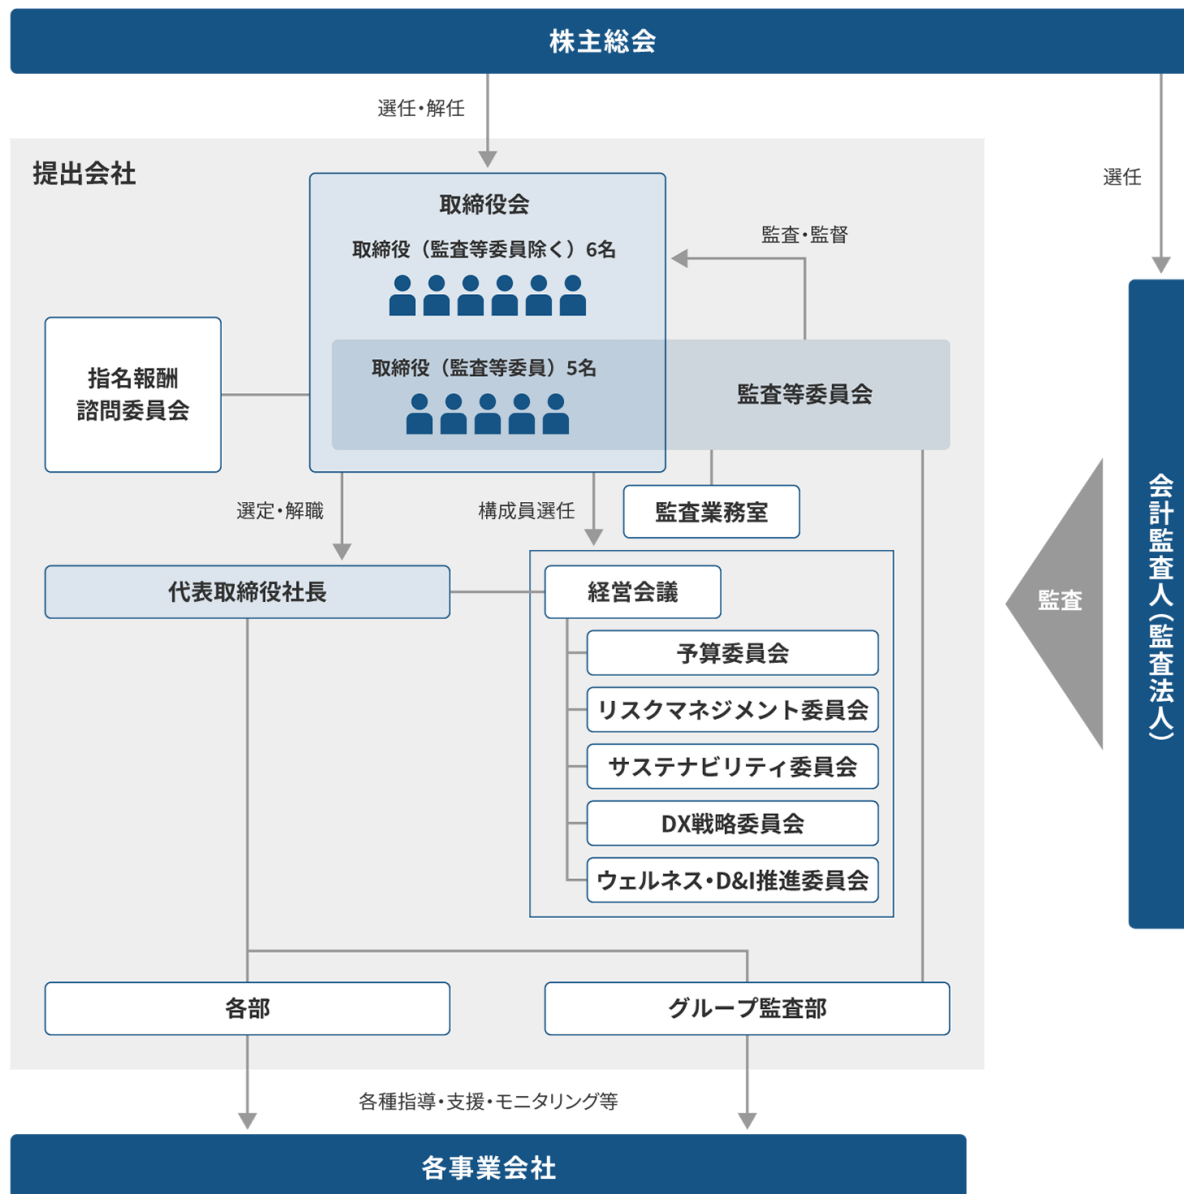 株主総会
選任・解任
選任
提出会社
取締役会
取締役（監査等委員除く）6名
監査・監督
取締役（監査等委員）5名
監査等委員会
指名報酬
諮問委員会
選定・解職
構成員選任
監査業務室
代表取締役社長
経営会議
予算委員会
リスクマネジメント委員会
サステナビリティ委員会
DX戦略委員会
ウェルネス・D&I推進委員会
監査
会計監査人（監査法人）
各部
グループ監査部
各種指導・支援・モニタリング等
各事業会社